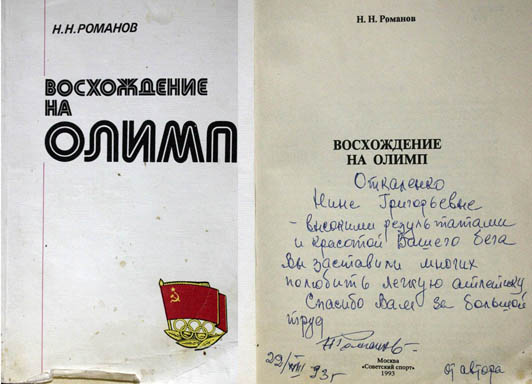 Н.Н.РОМАНОВ
ВОСХОЖДЕНИЕ
НА
ОЛИМП
Н. Н. Романов
ВОСХОЖДЕНИЕ
НА ОЛИМП
Откаленко
Нине Григорьевне
- высокими результатами
и красотой Вашего бега
Вы заставили многих
полюбить легкую атлетику
Спасибо Вам за большой
труд
Москва
«Советский спорт»
1993
93г
от автора